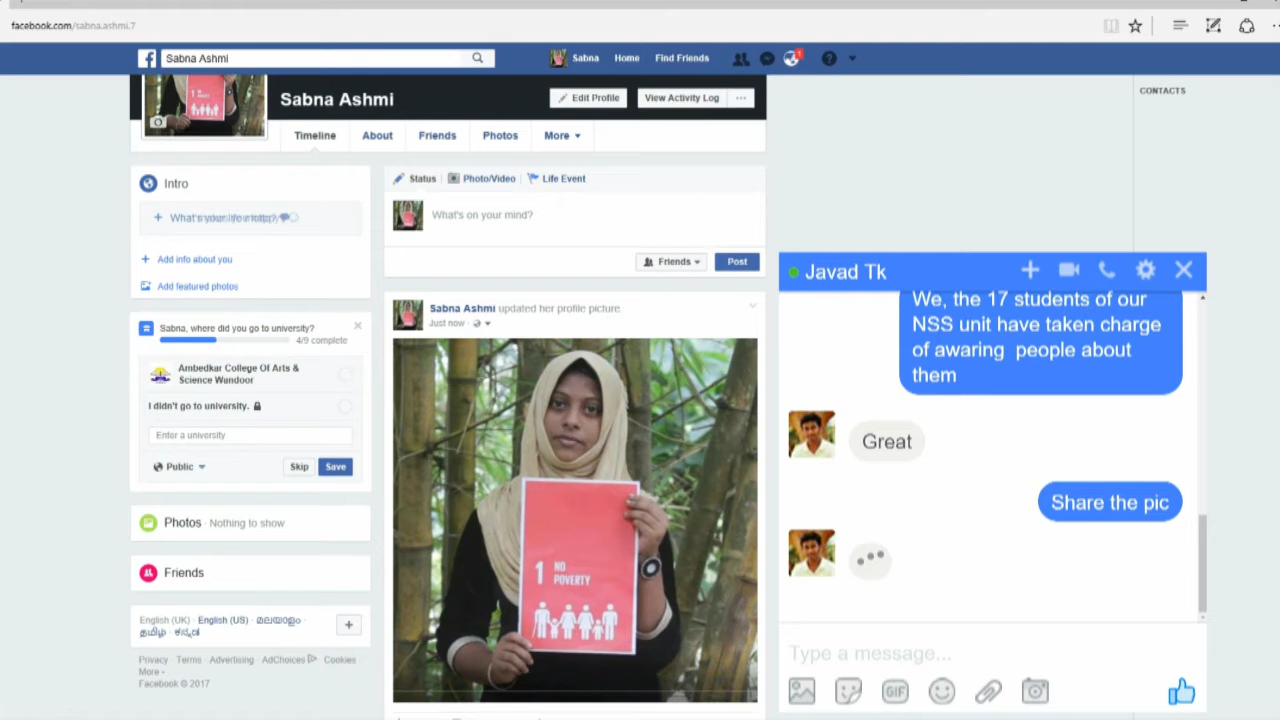 facebook.com/sabna.ashmi.7
Sabna Ashmi
Sabna Home Find Friends
1
?
CONTACTS
Sabna Ashmi
Edit Profile View Activity Log ...
Timeline About Friends Photos More
Intro
+ What's
+ Add info about you
Add featured photos
Sabna, where did you go to university?
4/9 complete
Ambedkar College Of Arts &
Science Wandoor
I didn't go to university.
Enter a university
Public Skip Save
Photos · Nothing to show
Friends
English (UK) · English (US) · മലയാളം ·
தமிழ் · ಕನ್ನಡ
+
Privacy · Terms · Advertising · AdChoices · Cookies ·
More ·
Facebook © 2017
Status Photo/Video Life Event
What's on your mind?
Friends Post
Sabna Ashmi updated her profile picture
Just now ·
1 NO
POVERTY
Javad Tk
We, the 17 students of our
NSS unit have taken charge
of awaring people about
them
Great
Share the pic
Type a message...
GIF